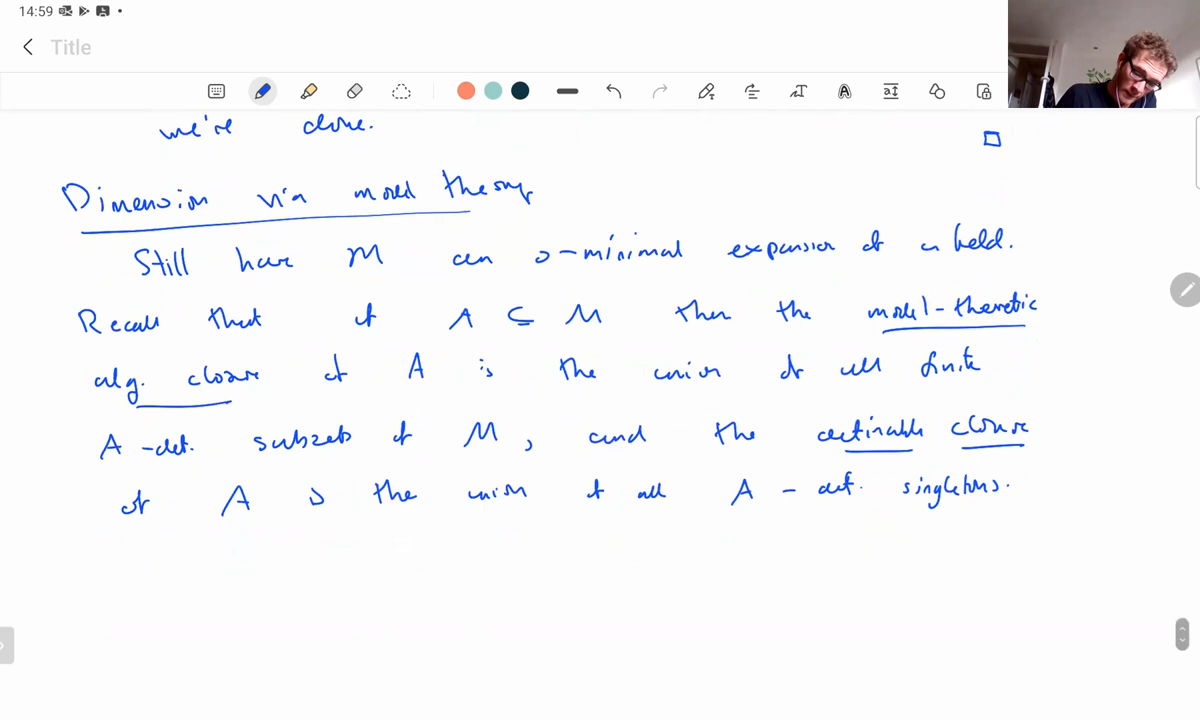 14:59
Title
we're done.
Dimension via model theory
Still have M an o-minimal expansion of a field.
Recall that if A ⊆ M then the model-theoretic
alg. closure of A is the union of all finite
A-def. subsets of M, and the definable closure
of A is the union of all A-def. singletons.